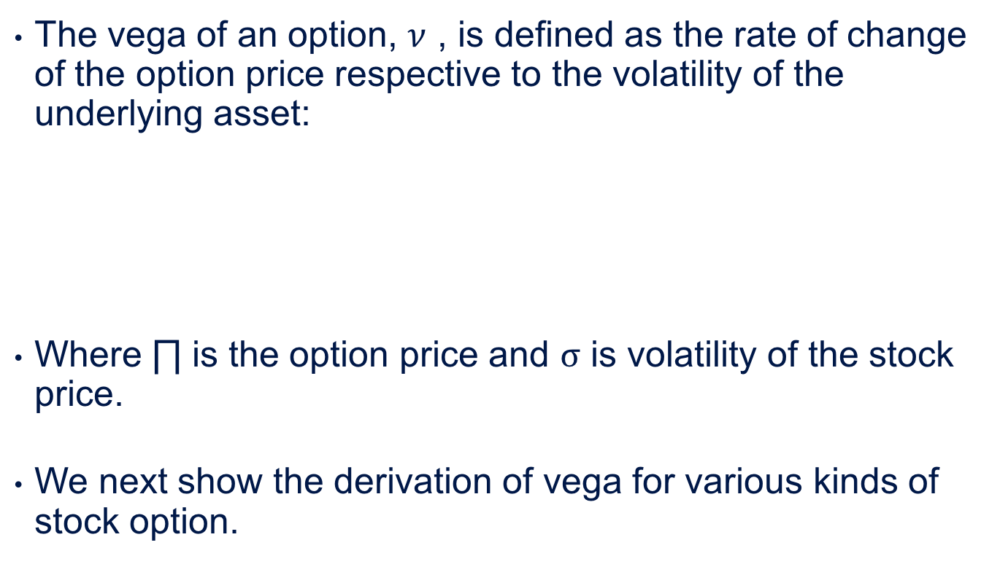 • The vega of an option, ν , is defined as the rate of change
of the option price respective to the volatility of the
underlying asset:
• Where ∏ is the option price and σ is volatility of the stock
price.
• We next show the derivation of vega for various kinds of
stock option.